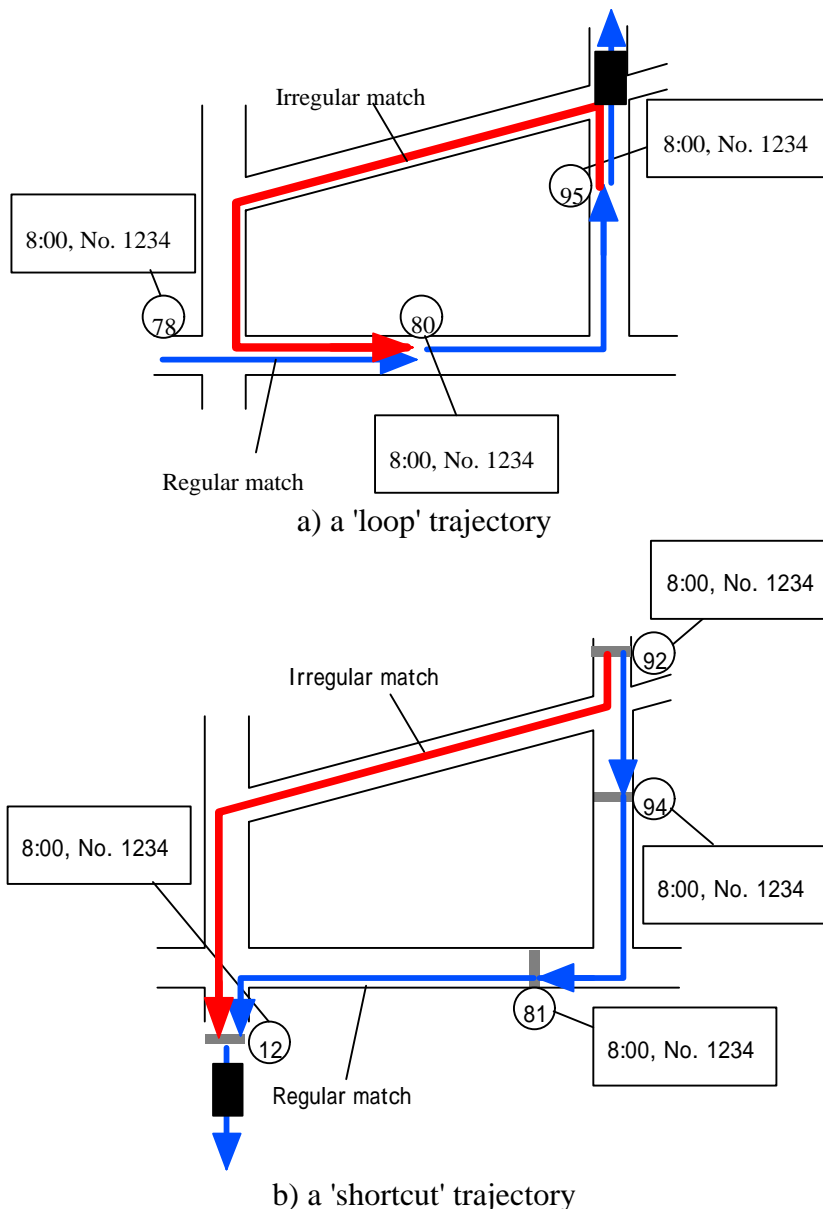 Irregular match
8:00, No. 1234
95
8:00, No. 1234
78
80
8:00, No. 1234
Regular match
a) a 'loop' trajectory
8:00, No. 1234
92
Irregular match
94
8:00, No. 1234
8:00, No. 1234
81
12
8:00, No. 1234
Regular match
b) a 'shortcut' trajectory